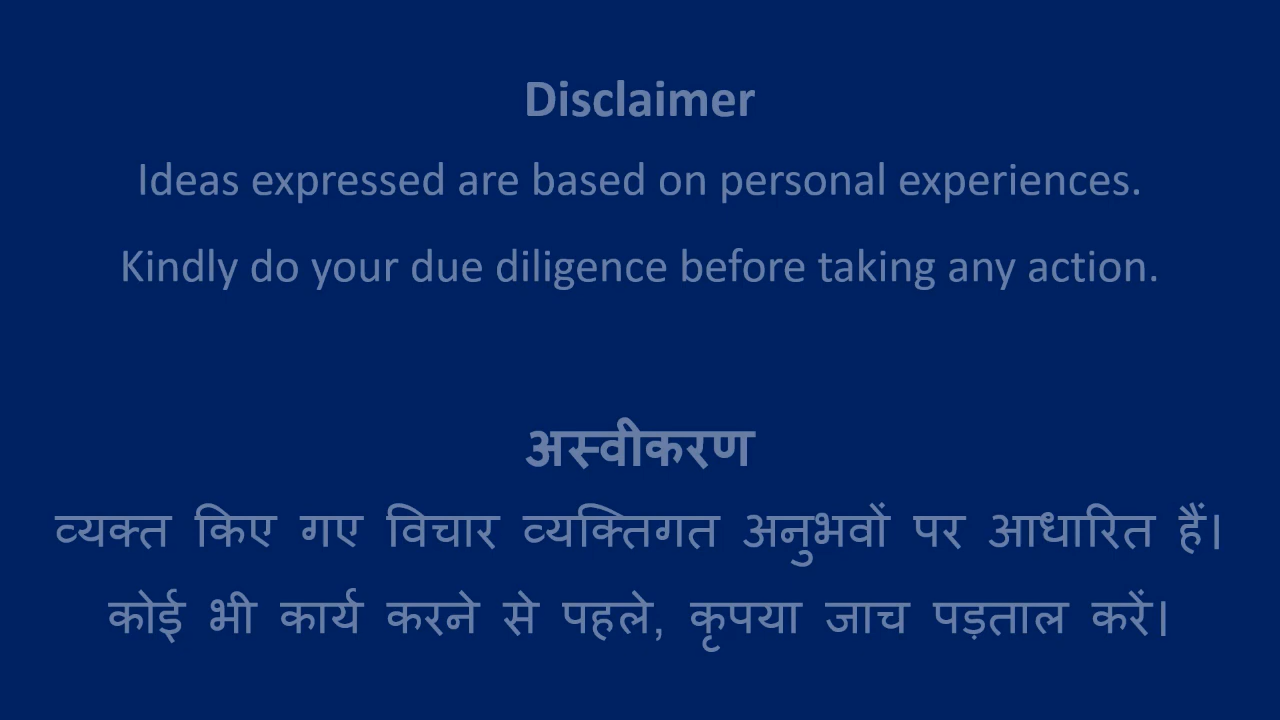 Disclaimer
Ideas expressed are based on personal experiences.
Kindly do your due diligence before taking any action.
अस्वीकरण
व्यक्त किए गए विचार व्यक्तिगत अनुभवों पर आधारित हैं।
कोई भी कार्य करने से पहले, कृपया जाच पड़ताल करें।